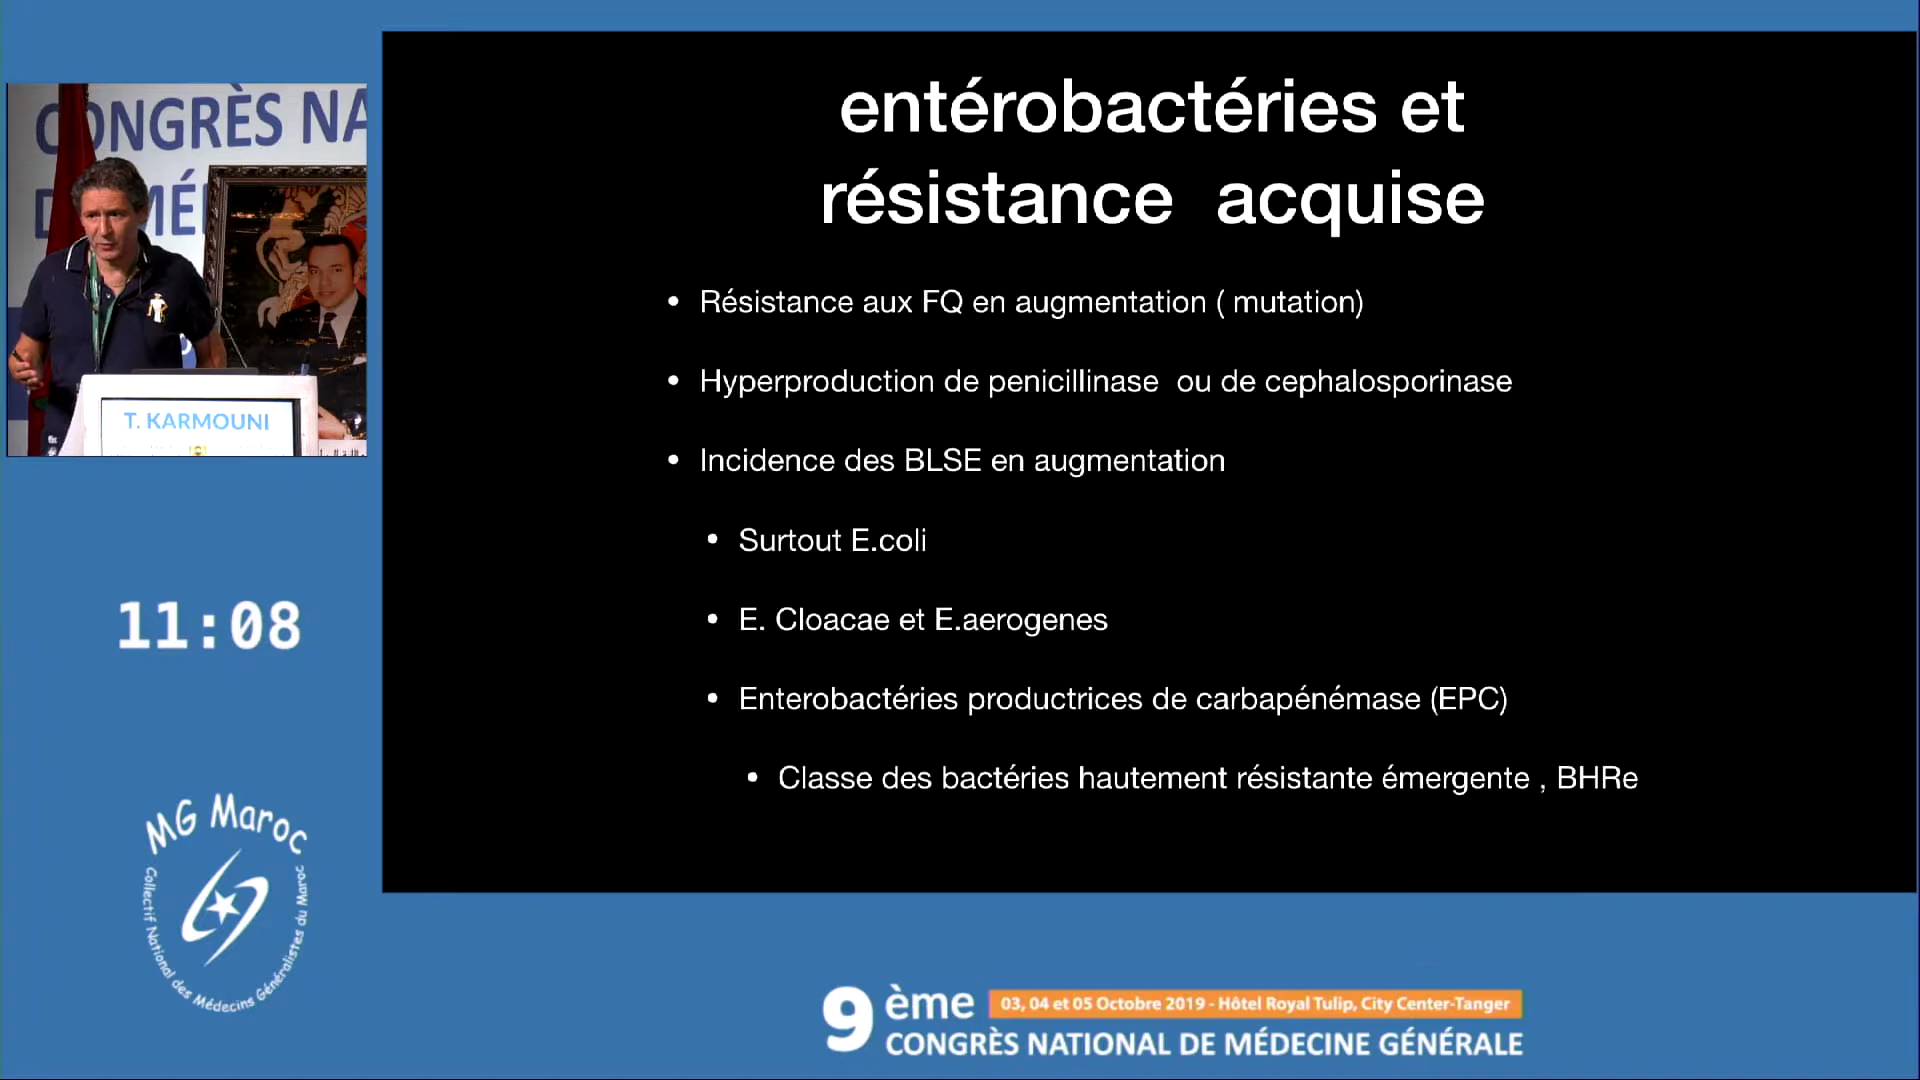 CONGRÈS NA
MÉ
T. KARMOUNI
11:08
MG Maroc
Collectif National des Médecins Généralistes du Maroc
entérobactéries et
résistance  acquise
• Résistance aux FQ en augmentation ( mutation)
• Hyperproduction de penicillinase  ou de cephalosporinase
• Incidence des BLSE en augmentation
• Surtout E.coli
• E. Cloacae et E.aerogenes
• Enterobactéries productrices de carbapénémase (EPC)
• Classe des bactéries hautement résistante émergente , BHRe
9ème
03, 04 et 05 Octobre 2019 - Hôtel Royal Tulip, City Center-Tanger
CONGRÈS NATIONAL DE MÉDECINE GÉNÉRALE